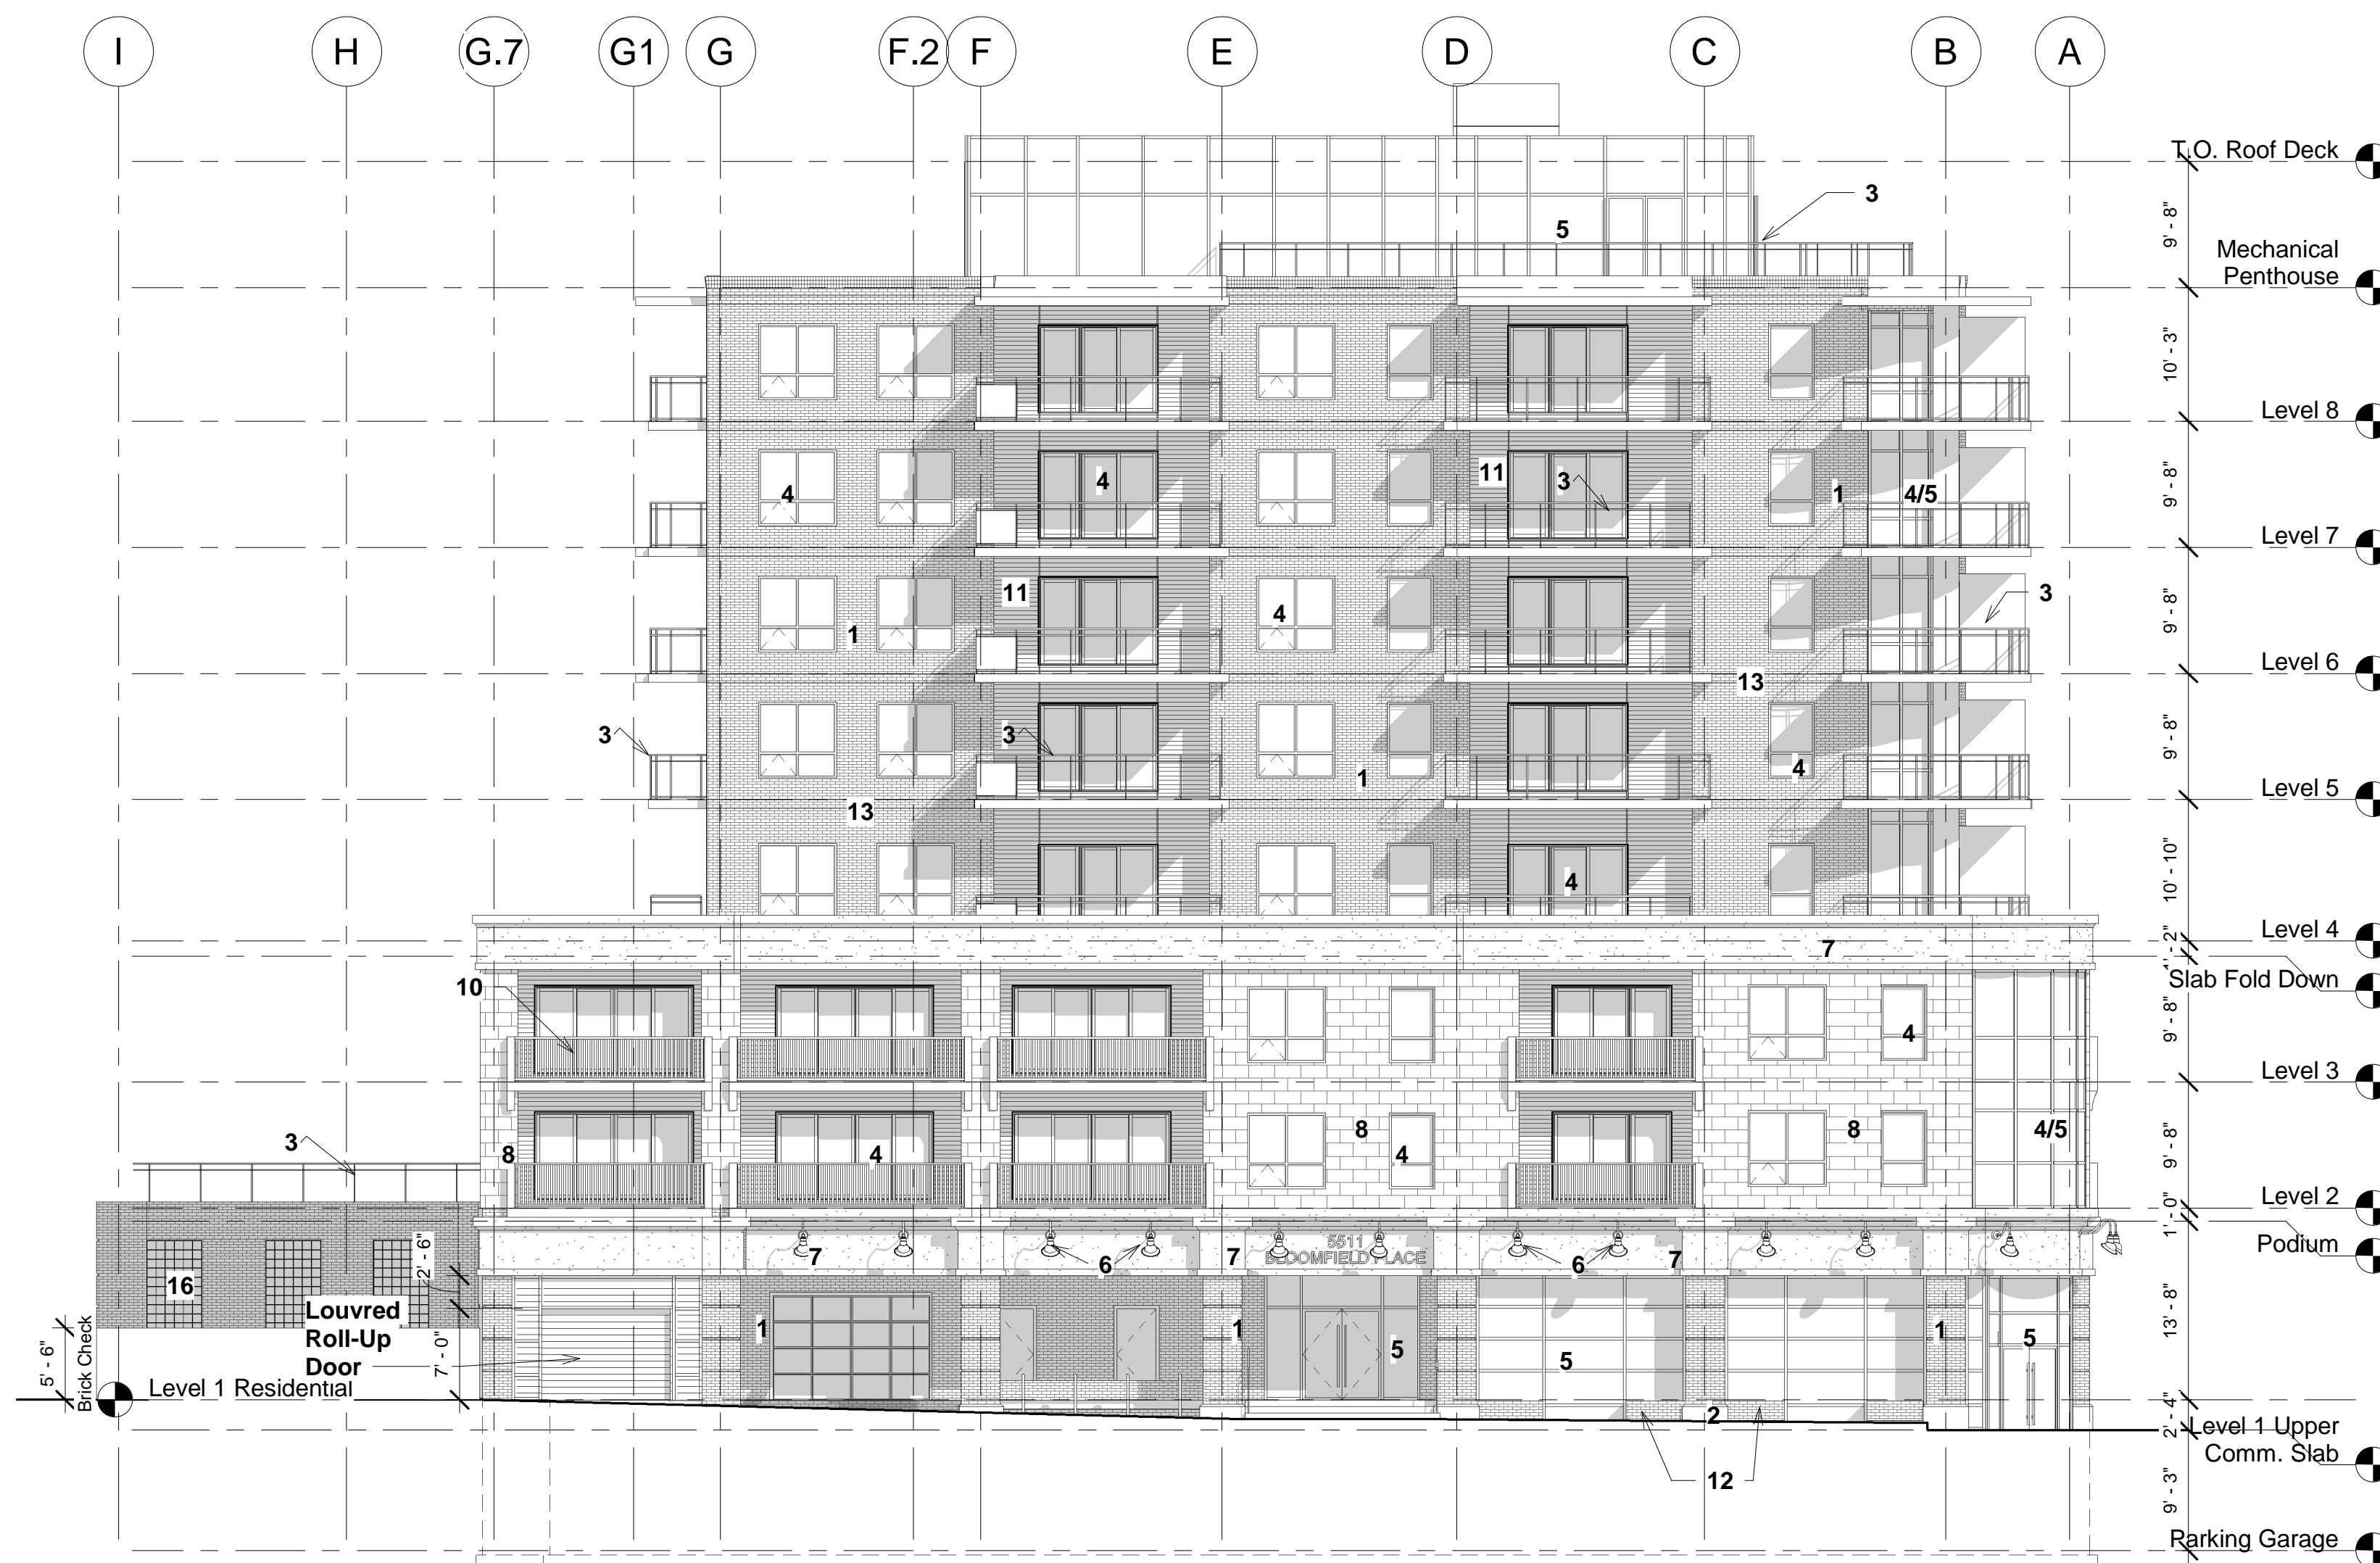 I H G.7 G1 G F.2 F E D C B A
T.O. Roof Deck
3
9' - 8"
5
Mechanical
Penthouse
10' - 3"
Level 8
4 4 11 3 1 4/5
9' - 8"
Level 7
11 4 3
1
9' - 8"
Level 6
13
3 3
1 4
9' - 8"
Level 5
13
4
10' - 10"
Level 4
7
1' - 2"
Slab Fold Down
10
4
9' - 8"
Level 3
3 8 4 8 4 8 4/5
9' - 8"
Level 2
1' - 0"
Podium
7 6 7 6 7
5511
BLOOMFIELD PLACE
16
2' - 6"
Louvred
Roll-Up
Door
7' - 0"
5' - 6"
Brick Check
1 1 5 5 1 5
13' - 8"
Level 1 Residential
2
2' - 4"
Level 1 Upper
Comm. Slab
12
9' - 3"
Parking Garage